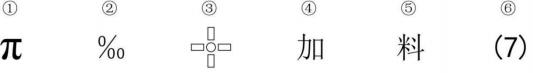 ① ② ③ ④ ⑤ ⑥
π ‰ 加 料 (7)